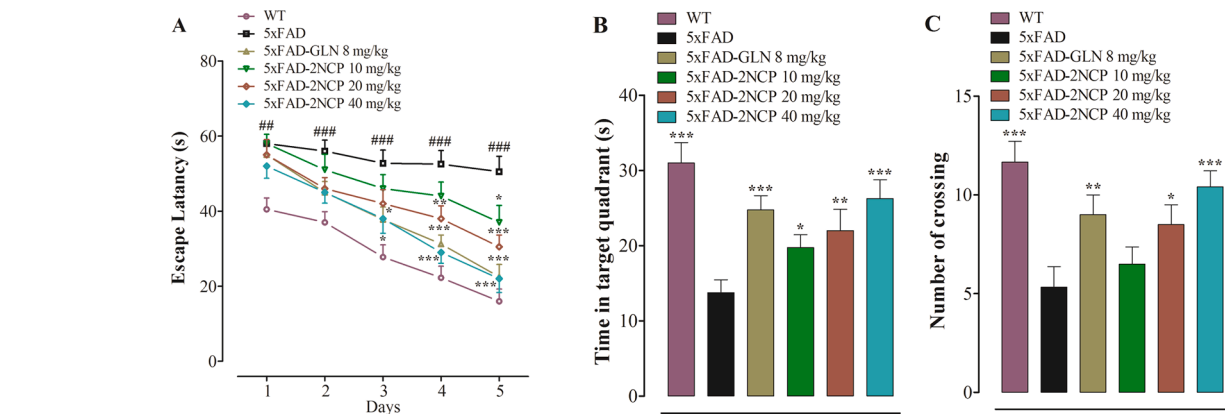 A
WT
5xFAD
5xFAD-GLN 8 mg/kg
5xFAD-2NCP 10 mg/kg
5xFAD-2NCP 20 mg/kg
5xFAD-2NCP 40 mg/kg
80
60
40
20
0
Escape Latancy (s)
## ### ### ### ###
* * ** *** *** * *** *** ***
1 2 3 4 5
Days
B
WT
5xFAD
5xFAD-GLN 8 mg/kg
5xFAD-2NCP 10 mg/kg
5xFAD-2NCP 20 mg/kg
5xFAD-2NCP 40 mg/kg
40
30
20
10
0
Time in target quadrant (s)
*** *** * ** ***
C
WT
5xFAD
5xFAD-GLN 8 mg/kg
5xFAD-2NCP 10 mg/kg
5xFAD-2NCP 20 mg/kg
5xFAD-2NCP 40 mg/kg
15
10
5
0
Number of crossing
*** ** * ***